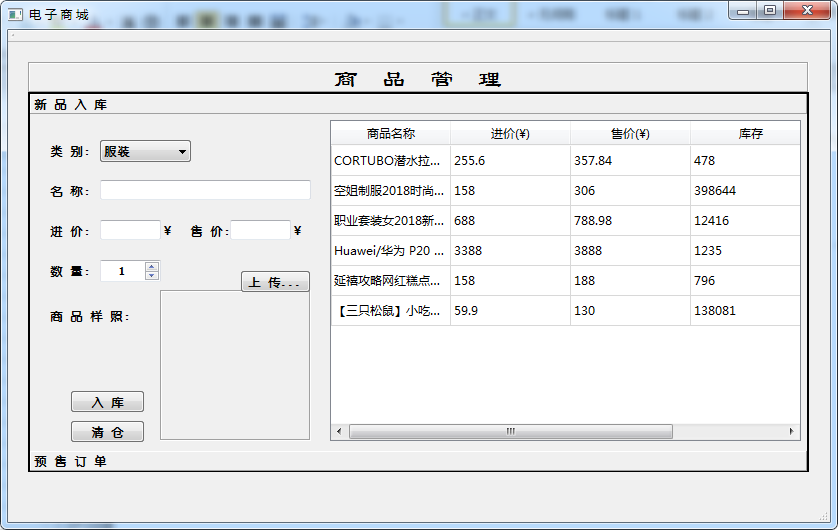 电子商城
商 品 管 理
新 品 入 库
类 别: 服装
名 称:
进 价: ¥ 售 价: ¥
数 量: 1
上 传...
商 品 样 照:
入 库
清 仓
商品名称 进价(¥) 售价(¥) 库存
CORTUBO潜水拉... 255.6 357.84 478
空姐制服2018时尚... 158 306 398644
职业套装女2018新... 688 788.98 12416
Huawei/华为 P20 ... 3388 3888 1235
延禧攻略网红糕点... 158 188 796
【三只松鼠】小吃... 59.9 130 138081
预 售 订 单